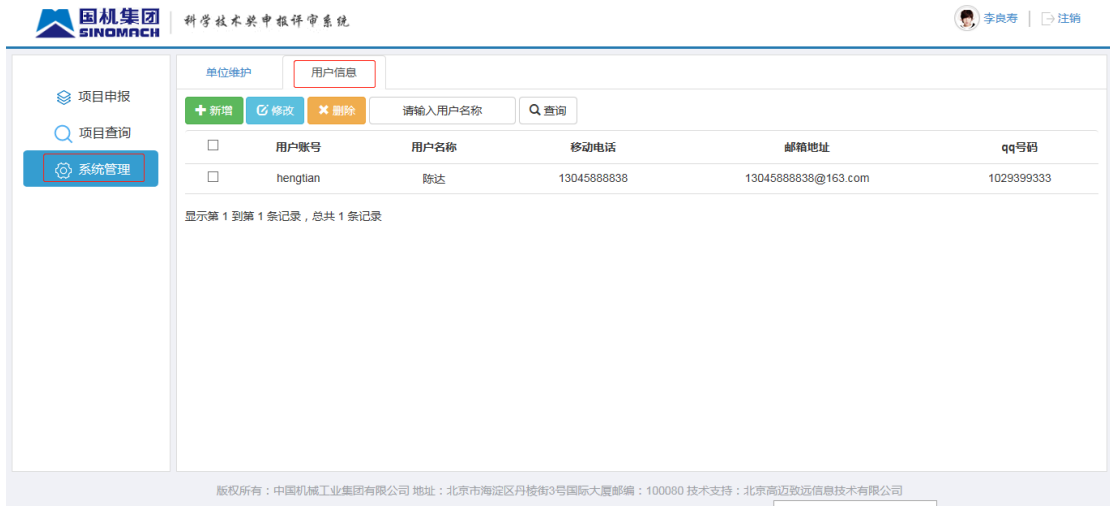 国机集团 科学技术奖申报评审系统 李良寿 注销
SINOMACH
单位维护 用户信息
项目申报
新增 修改 删除 请输入用户名称 查询
项目查询
用户账号 用户名称 移动电话 邮箱地址 qq号码
系统管理
hengtian 陈达 13045888838 13045888838@163.com 1029399333
显示第 1 到第 1 条记录，总共 1 条记录
版权所有：中国机械工业集团有限公司 地址：北京市海淀区丹棱街3号国际大厦邮编：100080 技术支持：北京高迈致远信息技术有限公司